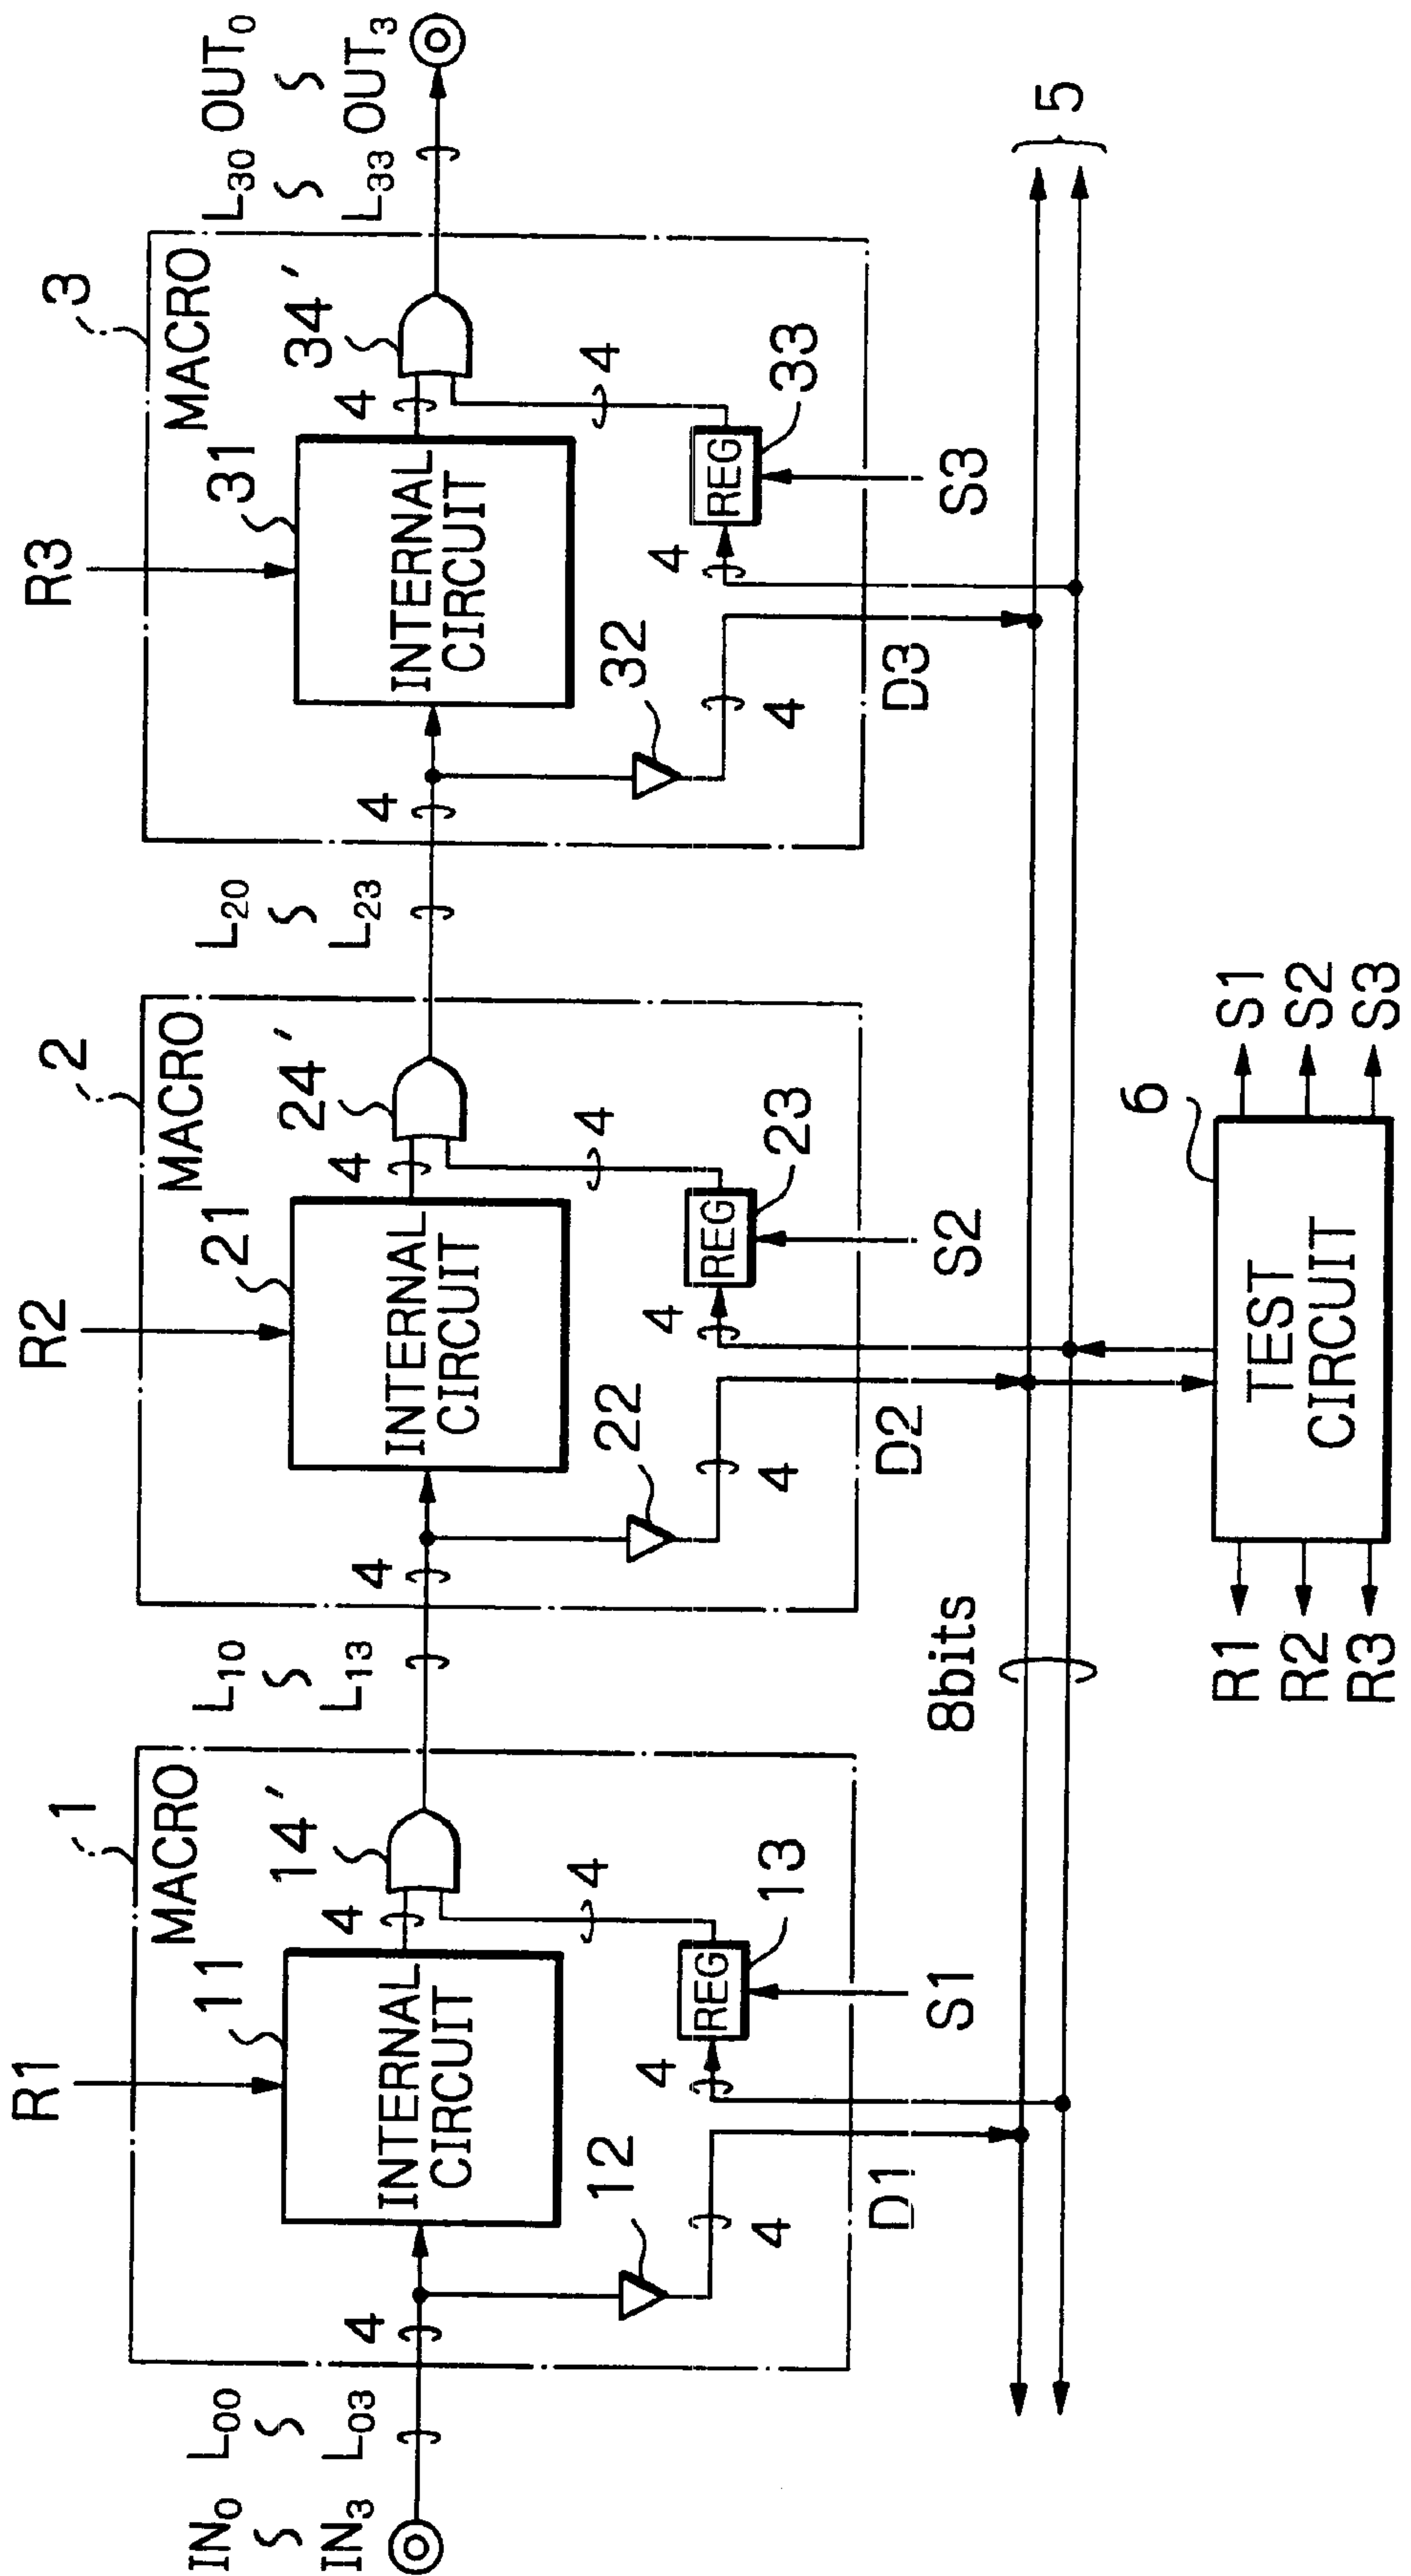 IN0 L00
S S
IN3 L03
R1
1
MACRO
11
INTERNAL
CIRCUIT
14'
4
4
4
12
4
4
REG
13
D1
S1
L10
S
L13
R2
2
MACRO
21
INTERNAL
CIRCUIT
24'
4
4
4
22
4
4
REG
23
D2
S2
L20
S
L23
R3
3
MACRO
31
INTERNAL
CIRCUIT
34'
4
4
4
32
4
4
REG
33
D3
S3
L30 OUT0
S S
L33 OUT3
8bits
5
6
TEST
CIRCUIT
R1
R2
R3
S1
S2
S3